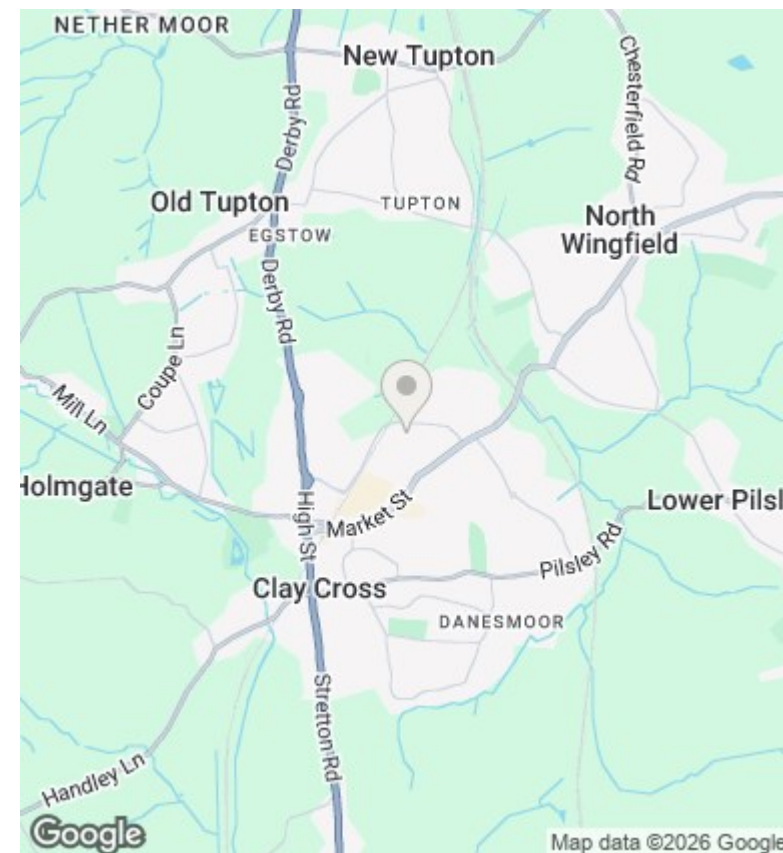 NETHER MOOR
New Tupton
Derby Rd
Chesterfield Rd
Old Tupton
TUPTON
EGSTOW
North
Wingfield
Derby Rd
Coupe Ln
Mill Ln
Holmgate
High St
Market St
Lower Pilsl
Pilsley Rd
Clay Cross
DANESMOOR
Stretton Rd
Handley Ln
Google
Map data ©2026 Google